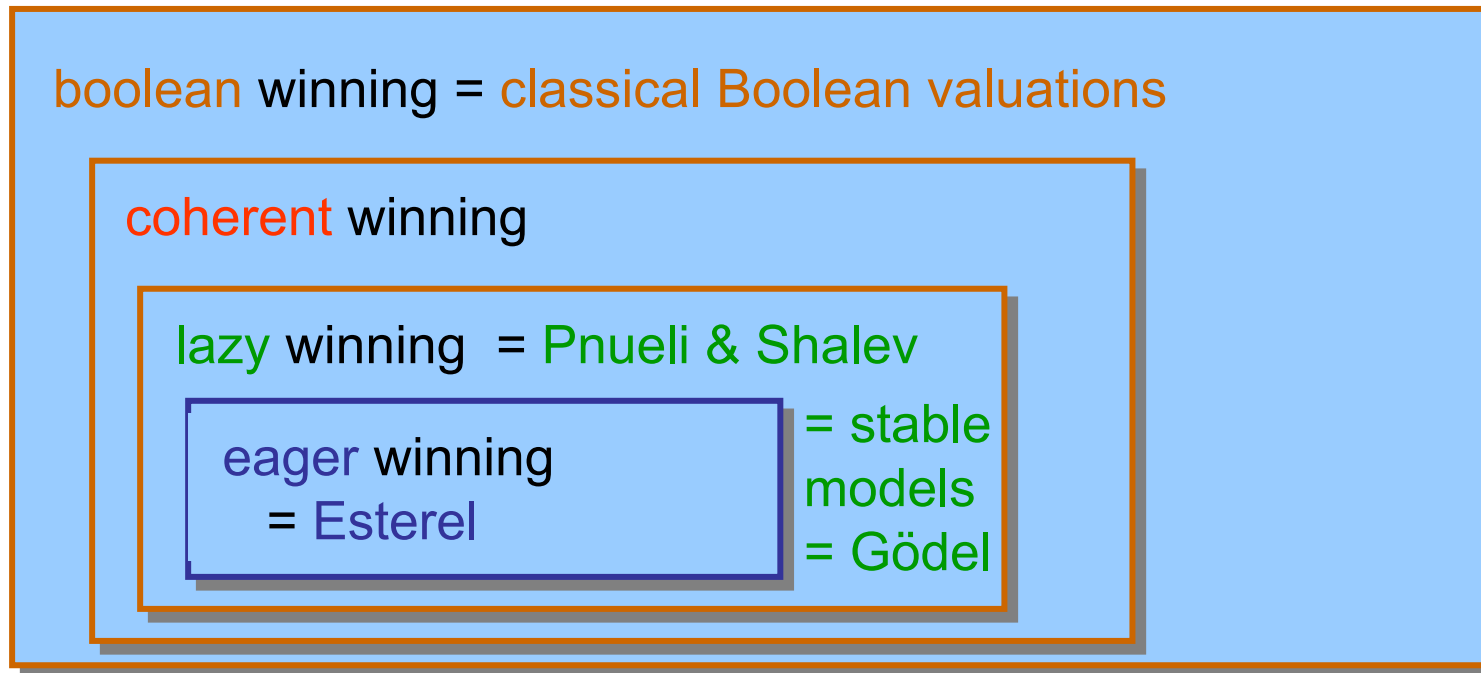 boolean winning = classical Boolean valuations
coherent winning
lazy winning = Pnueli & Shalev
= stable
models
= Gödel
eager winning
= Esterel